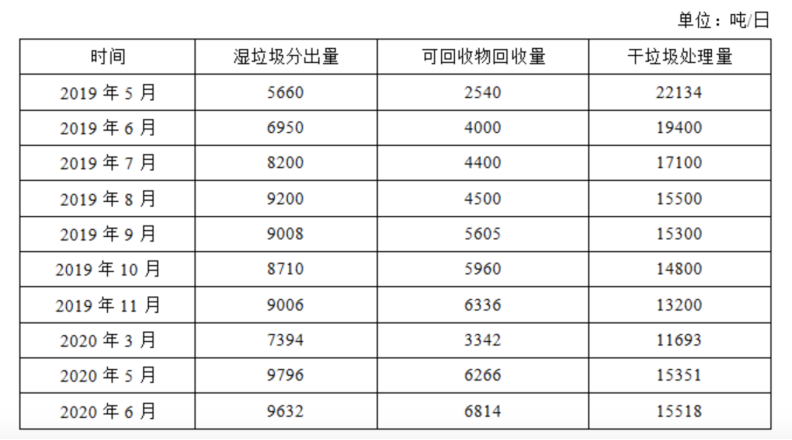 单位：吨/日
时间 湿垃圾分出量 可回收物回收量 干垃圾处理量
2019 年 5 月 5660 2540 22134
2019 年 6 月 6950 4000 19400
2019 年 7 月 8200 4400 17100
2019 年 8 月 9200 4500 15500
2019 年 9 月 9008 5605 15300
2019 年 10 月 8710 5960 14800
2019 年 11 月 9006 6336 13200
2020 年 3 月 7394 3342 11693
2020 年 5 月 9796 6266 15351
2020 年 6 月 9632 6814 15518